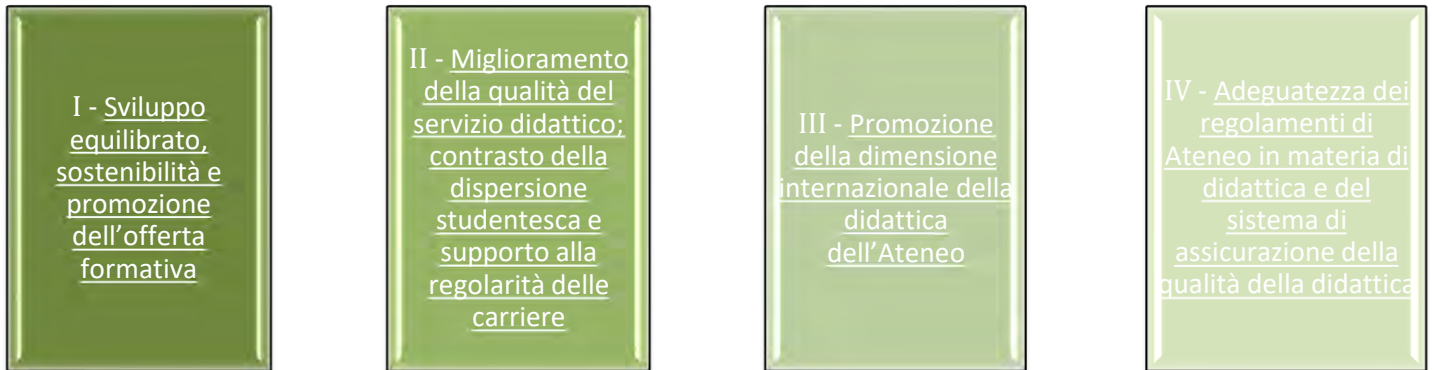 I - Sviluppo
equilibrato,
sostenibilità e
promozione
dell’offerta
formativa
II - Miglioramento
della qualità del
servizio didattico;
contrasto della
dispersione
studentesca e
supporto alla
regolarità delle
carriere
III - Promozione
della dimensione
internazionale della
didattica
dell’Ateneo
IV - Adeguatezza dei
regolamenti di
Ateneo in materia di
didattica e del
sistema di
assicurazione della
qualità della didattica